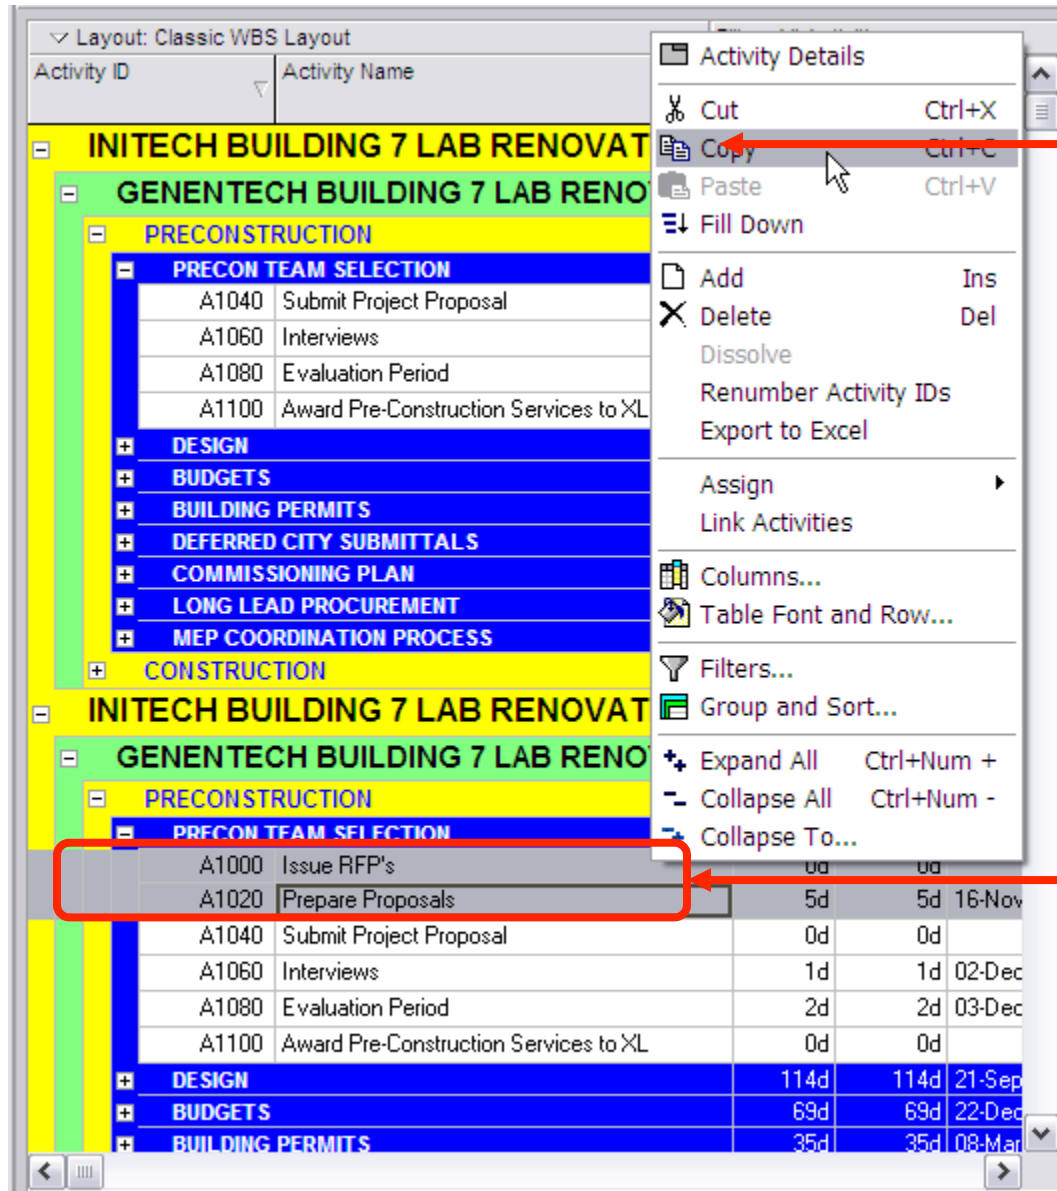 Layout: Classic WBS Layout
Activity ID Activity Name
INITECH BUILDING 7 LAB RENOVAT
GENENTECH BUILDING 7 LAB RENO
PRECONSTRUCTION
PRECON TEAM SELECTION
A1040 Submit Project Proposal
A1060 Interviews
A1080 Evaluation Period
A1100 Award Pre-Construction Services to XL
DESIGN
BUDGETS
BUILDING PERMITS
DEFERRED CITY SUBMITTALS
COMMISSIONING PLAN
LONG LEAD PROCUREMENT
MEP COORDINATION PROCESS
CONSTRUCTION
INITECH BUILDING 7 LAB RENOVAT
GENENTECH BUILDING 7 LAB RENO
PRECONSTRUCTION
PRECON TEAM SELECTION
A1000 Issue RFP's 0d 0d
A1020 Prepare Proposals 5d 5d 16-Nov
A1040 Submit Project Proposal 0d 0d
A1060 Interviews 1d 1d 02-Dec
A1080 Evaluation Period 2d 2d 03-Dec
A1100 Award Pre-Construction Services to XL 0d 0d
DESIGN 114d 114d 21-Sep
BUDGETS 69d 69d 22-Dec
BUILDING PERMITS 35d 35d 08-Mar
Activity Details
Cut Ctrl+X
Copy Ctrl+C
Paste Ctrl+V
Fill Down
Add Ins
Delete Del
Dissolve
Renumber Activity IDs
Export to Excel
Assign
Link Activities
Columns...
Table Font and Row...
Filters...
Group and Sort...
Expand All Ctrl+Num +
Collapse All Ctrl+Num -
Collapse To...